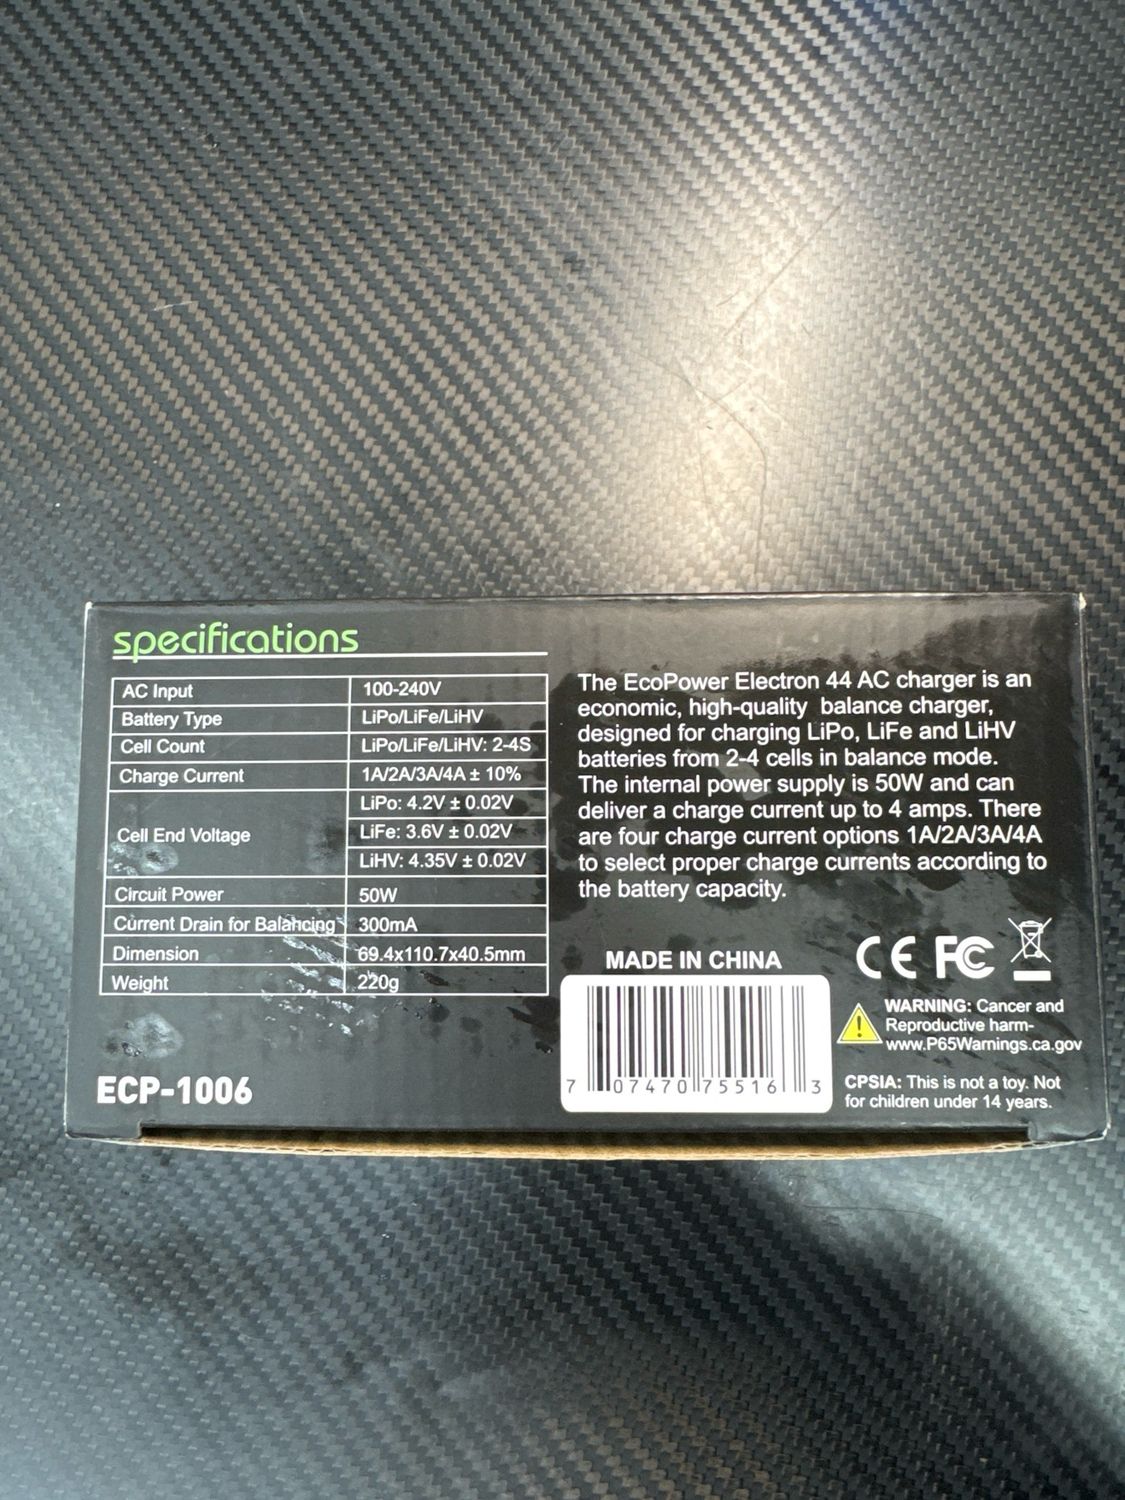 specifications
AC Input 100-240V
Battery Type LiPo/LiFe/LiHV
Cell Count LiPo/LiFe/LiHV: 2-4S
Charge Current 1A/2A/3A/4A ± 10%
Cell End Voltage
LiPo: 4.2V ± 0.02V
LiFe: 3.6V ± 0.02V
LiHV: 4.35V ± 0.02V
Circuit Power 50W
Current Drain for Balancing 300mA
Dimension 69.4x110.7x40.5mm
Weight 220g
ECP-1006
The EcoPower Electron 44 AC charger is an
economic, high-quality balance charger,
designed for charging LiPo, LiFe and LiHV
batteries from 2-4 cells in balance mode.
The internal power supply is 50W and can
deliver a charge current up to 4 amps. There
are four charge current options 1A/2A/3A/4A
to select proper charge currents according to
the battery capacity.
MADE IN CHINA
7 07470 75516 3
CE FC
WARNING: Cancer and
Reproductive harm-
www.P65Warnings.ca.gov
CPSIA: This is not a toy. Not
for children under 14 years.